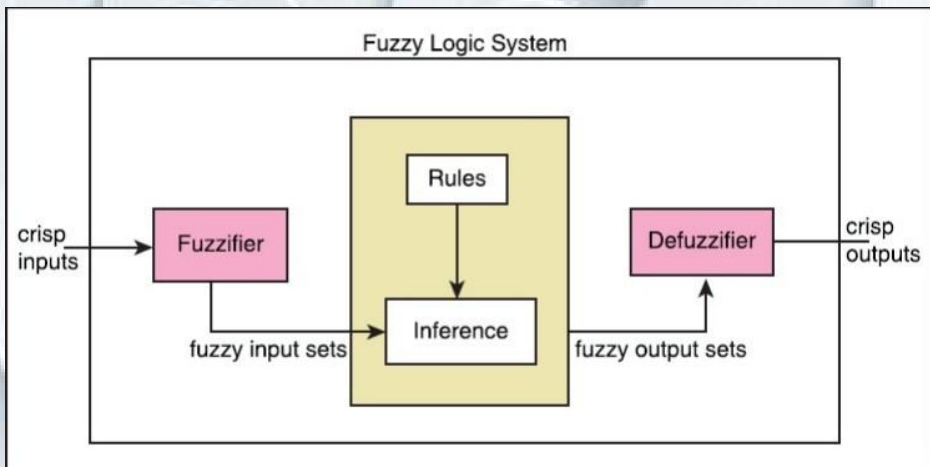 Fuzzy Logic System
Rules
crisp
inputs
Fuzzifier
Defuzzifier
crisp
outputs
Inference
fuzzy input sets
fuzzy output sets